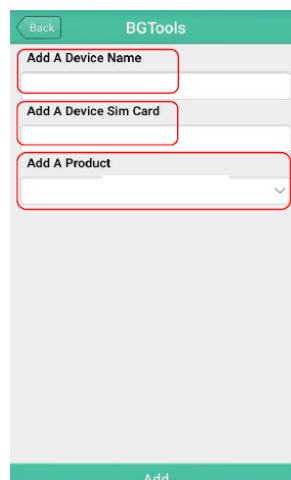 Back BGTools
Add A Device Name
Add A Device Sim Card
Add A Product
Add